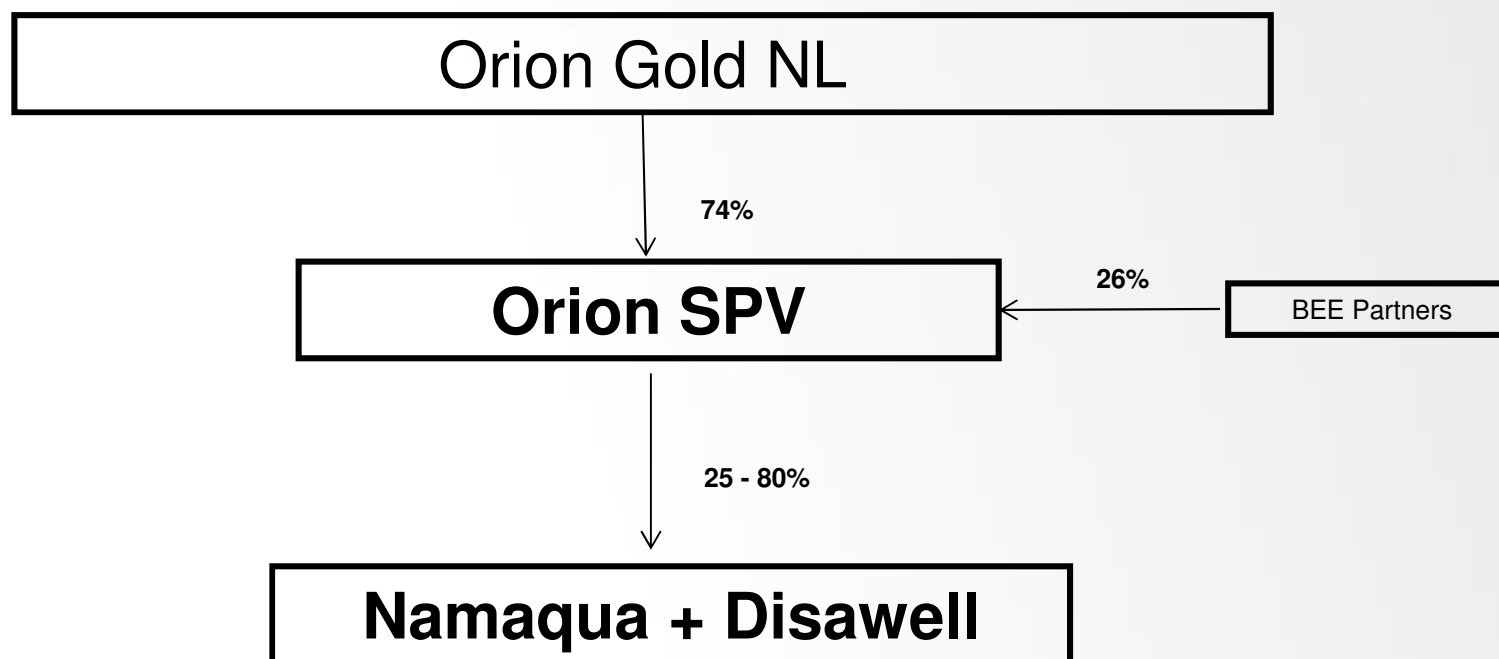 Orion Gold NL
74%
Orion SPV
26%
BEE Partners
25 - 80%
Namaqua + Disawell